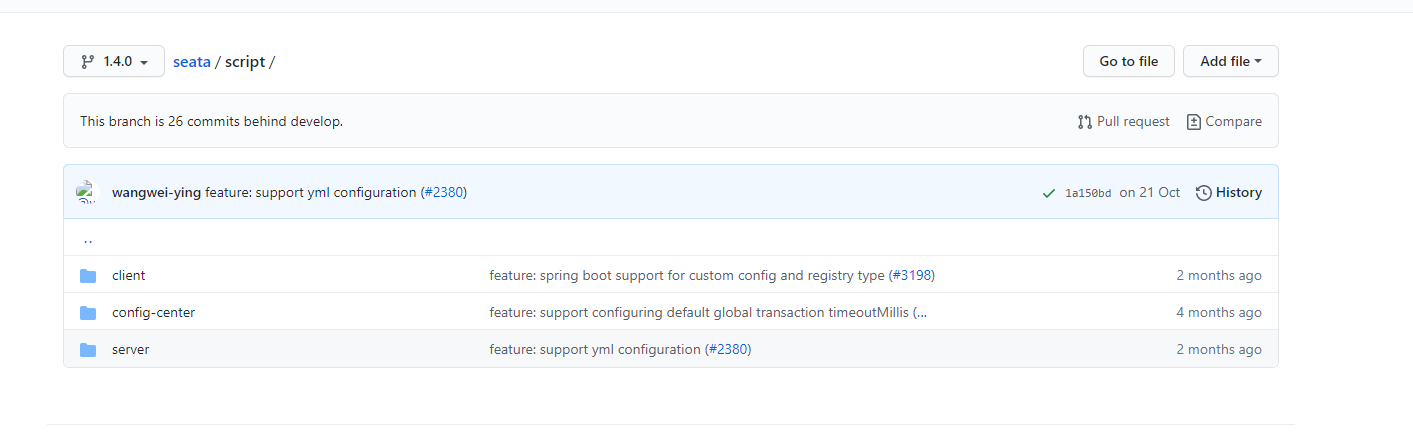 1.4.0 seata / script / Go to file Add file
This branch is 26 commits behind develop. Pull request Compare
wangwei-ying feature: support yml configuration (#2380) 1a150bd on 21 Oct History
..
client feature: spring boot support for custom config and registry type (#3198) 2 months ago
config-center feature: support configuring default global transaction timeoutMillis (... 4 months ago
server feature: support yml configuration (#2380) 2 months ago